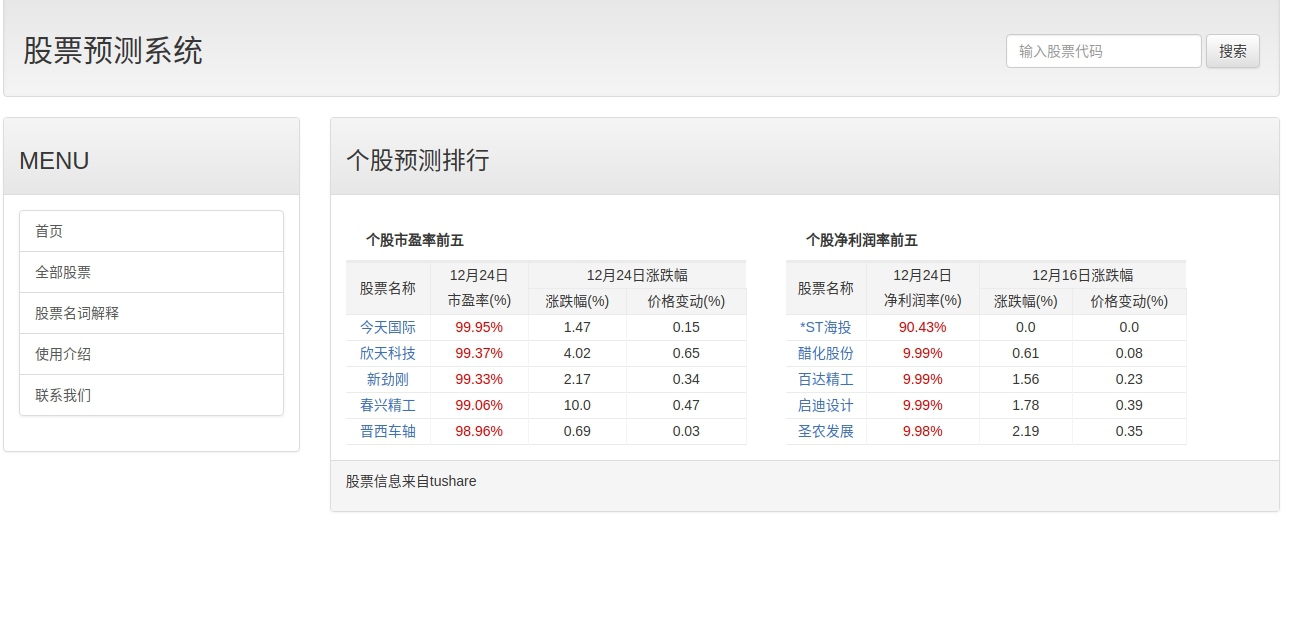 股票预测系统
输入股票代码 搜索
MENU
首页
全部股票
股票名词解释
使用介绍
联系我们
个股预测排行
个股市盈率前五
股票名称 12月24日 市盈率(%) 12月24日涨跌幅
涨跌幅(%) 价格变动(%)
今天国际 99.95% 1.47 0.15
欣天科技 99.37% 4.02 0.65
新劲刚 99.33% 2.17 0.34
春兴精工 99.06% 10.0 0.47
晋西车轴 98.96% 0.69 0.03
个股净利润率前五
股票名称 12月24日 净利润率(%) 12月16日涨跌幅
涨跌幅(%) 价格变动(%)
*ST海投 90.43% 0.0 0.0
醋化股份 9.99% 0.61 0.08
百达精工 9.99% 1.56 0.23
启迪设计 9.99% 1.78 0.39
圣农发展 9.98% 2.19 0.35
股票信息来自tushare